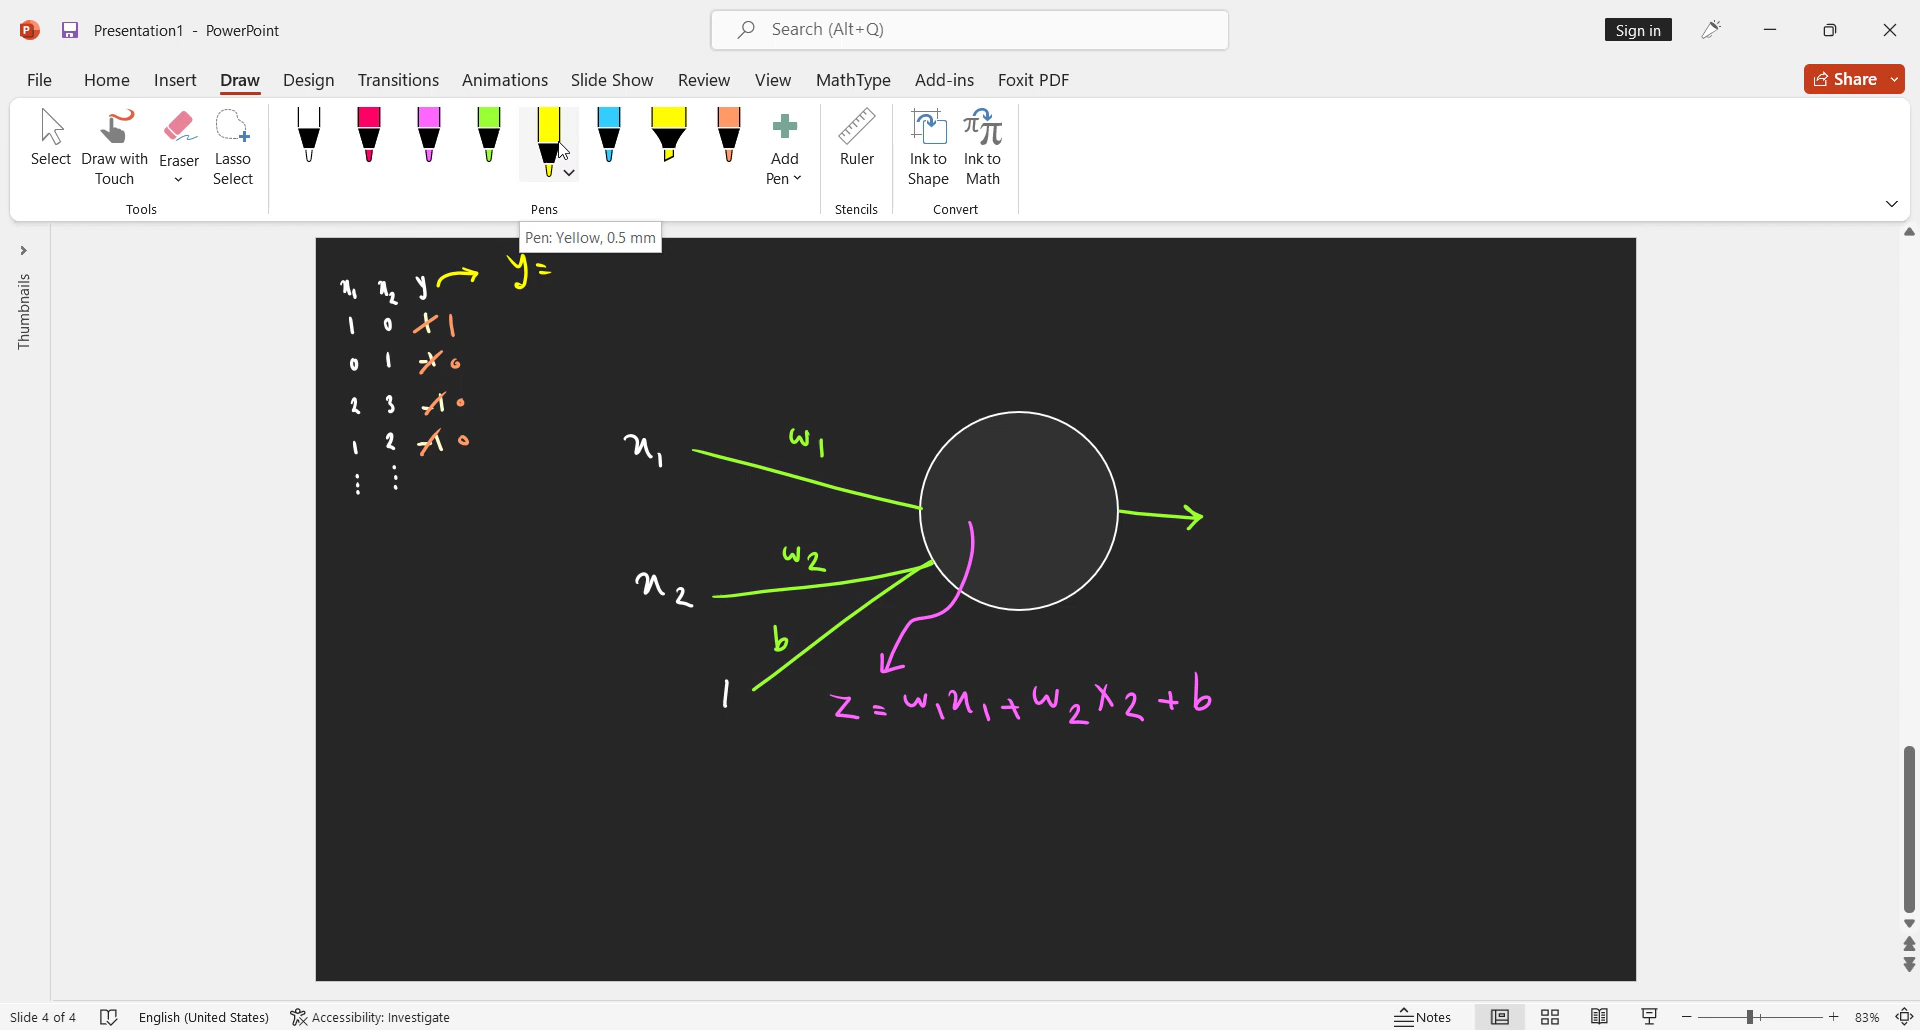 Presentation1 - PowerPoint
Search (Alt+Q)
Sign in
File Home Insert Draw Design Transitions Animations Slide Show Review View MathType Add-ins Foxit PDF
Share
Select
Draw with Touch
Eraser
Lasso Select
Add Pen
Ruler
Ink to Shape
Ink to Math
Tools
Pens
Stencils
Convert
Pen: Yellow, 0.5 mm
Thumbnails
y =
x₁ x₂ y
1 0 1 1
0 1 -1 0
2 3 -1 0
1 2 -1 0
⋮ ⋮
x₁
w₁
x₂
w₂
b
1
z = w₁x₁ + w₂x₂ + b
Slide 4 of 4
English (United States)
Accessibility: Investigate
Notes
83%